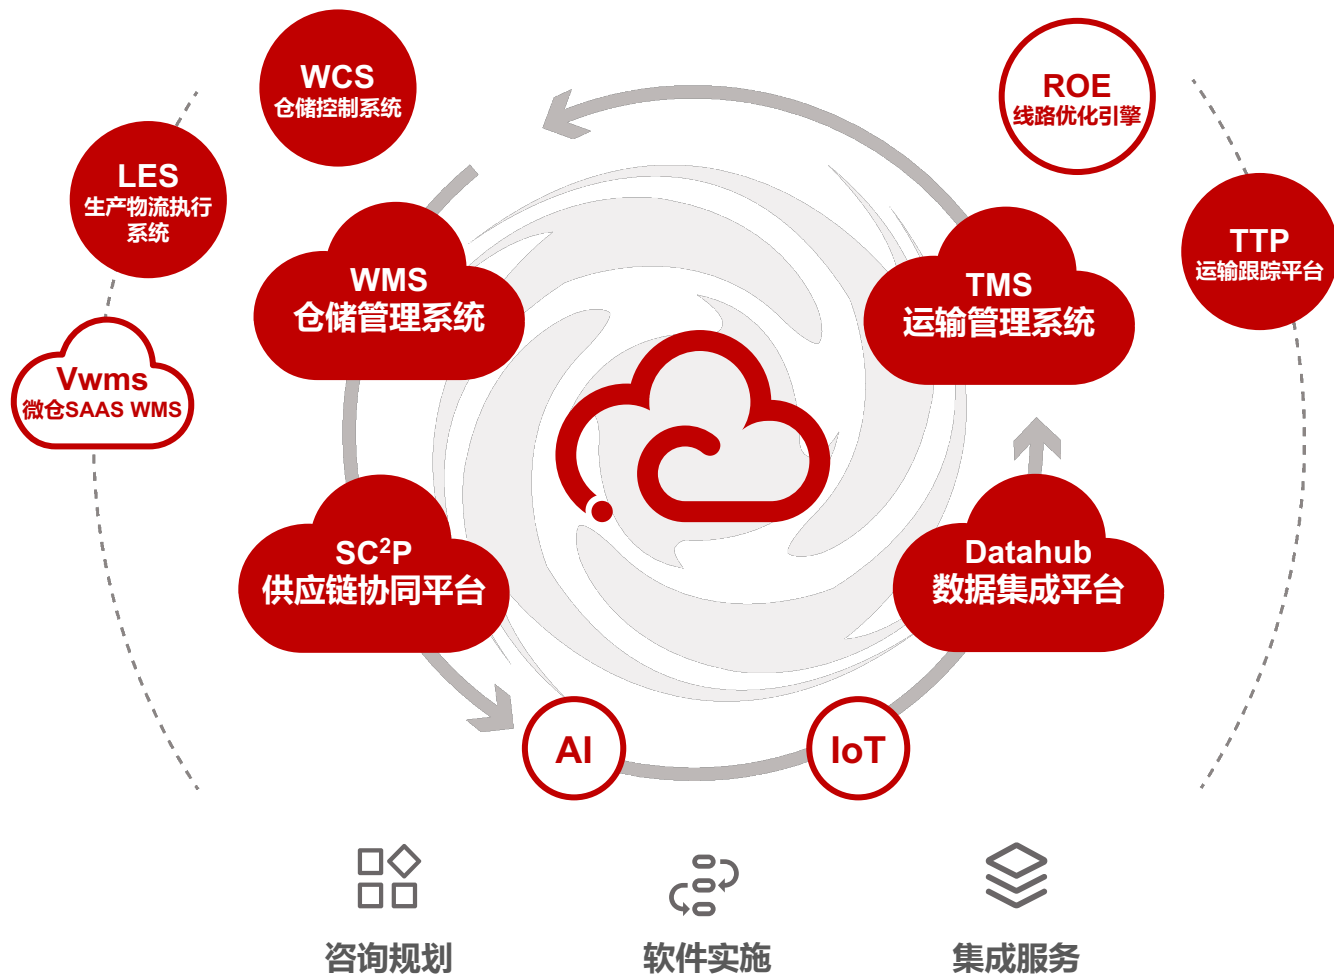 WCS
仓储控制系统
ROE
线路优化引擎
LES
生产物流执行
系统
TTP
运输跟踪平台
WMS
仓储管理系统
TMS
运输管理系统
Vwms
微仓SAAS WMS
SC²P
供应链协同平台
Datahub
数据集成平台
AI
IoT
咨询规划
软件实施
集成服务